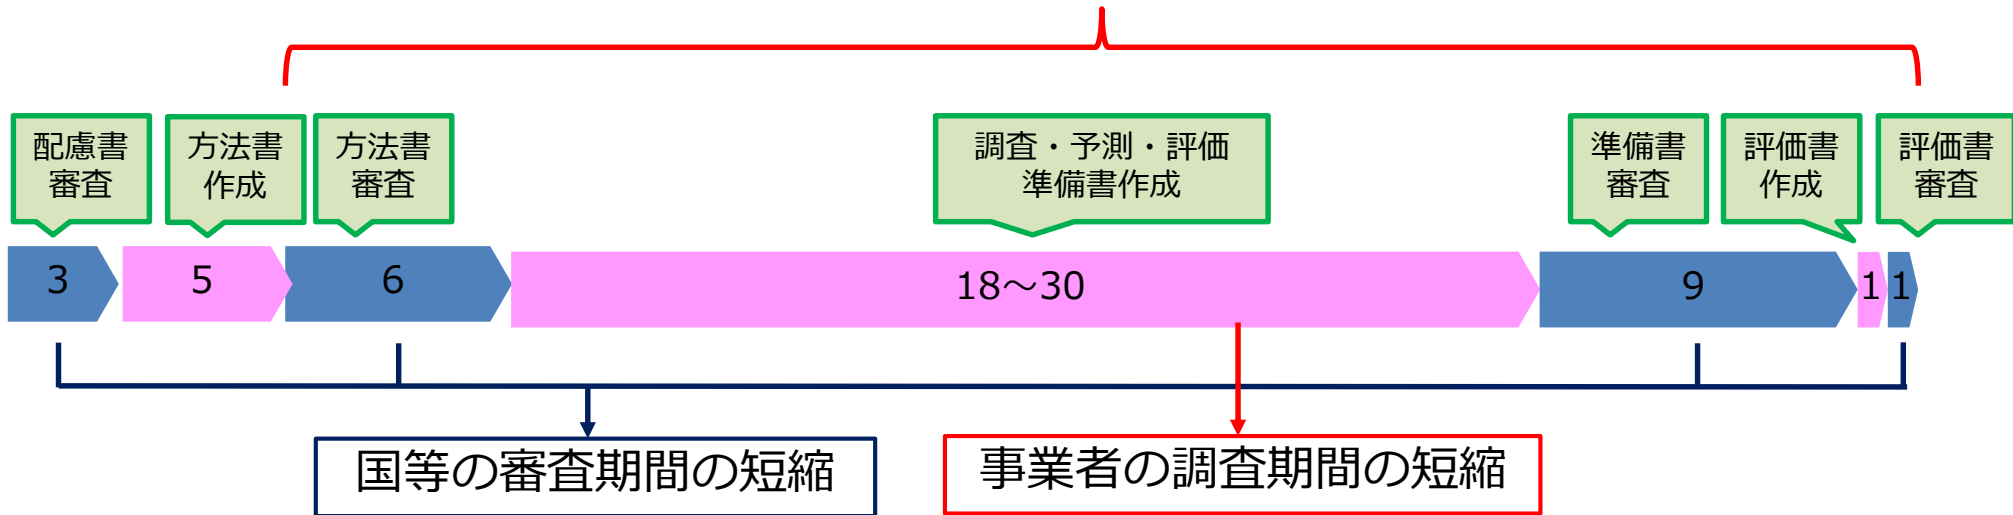 配慮書
審査
方法書
作成
方法書
審査
調査・予測・評価
準備書作成
準備書
審査
評価書
作成
評価書
審査
3
5
6
18～30
9
1
1
国等の審査期間の短縮
事業者の調査期間の短縮